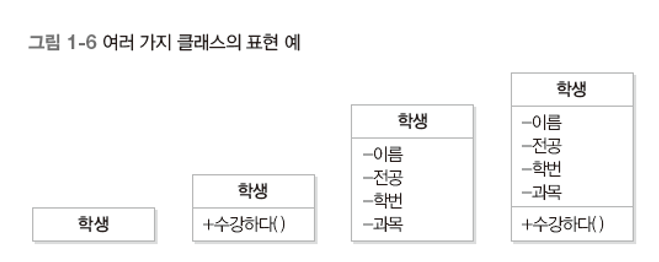 그림 1-6 여러 가지 클래스의 표현 예
학생
학생
+수강하다()
학생
–이름
–전공
–학번
–과목
학생
–이름
–전공
–학번
–과목
+수강하다()